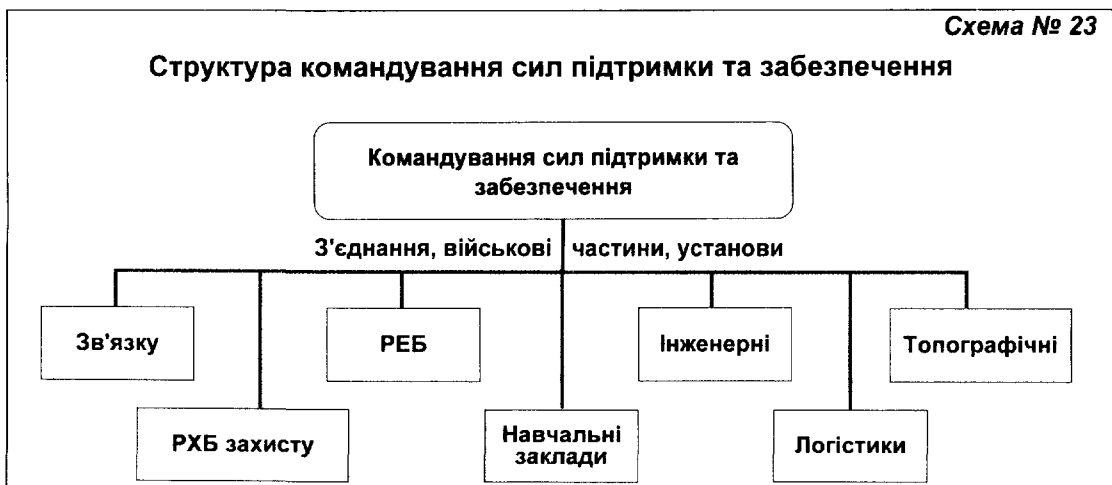 Схема № 23
Структура командування сил підтримки та забезпечення
Командування сил підтримки та
забезпечення
З'єднання, військові частини, установи
Зв'язку
РЕБ
Інженерні
Топографічні
РХБ захисту
Навчальні
заклади
Логістики